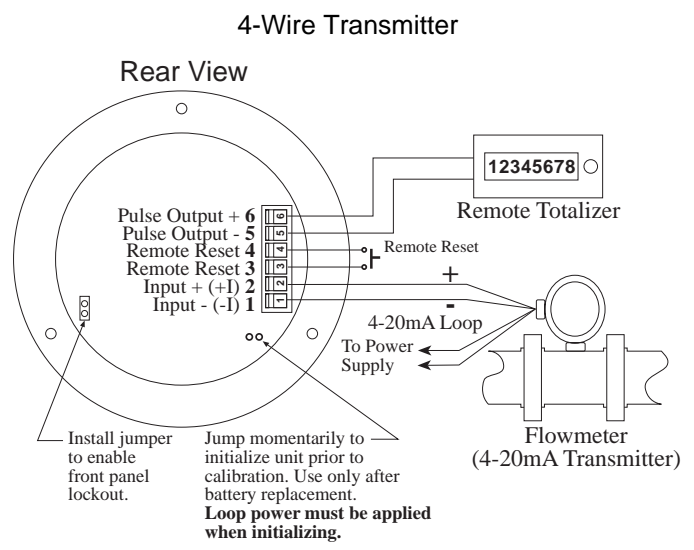 4-Wire Transmitter
Rear View
12345678
Remote Totalizer
Pulse Output + 6
Pulse Output - 5
Remote Reset 4
Remote Reset 3
Input + (+I) 2
Input - (-I) 1
6
5
4
3
2
1
Remote Reset
+
-
4-20mA Loop
To Power
Supply
Flowmeter
(4-20mA Transmitter)
Install jumper
to enable
front panel
lockout.
Jump momentarily to
initialize unit prior to
calibration. Use only after
battery replacement.
Loop power must be applied
when initializing.